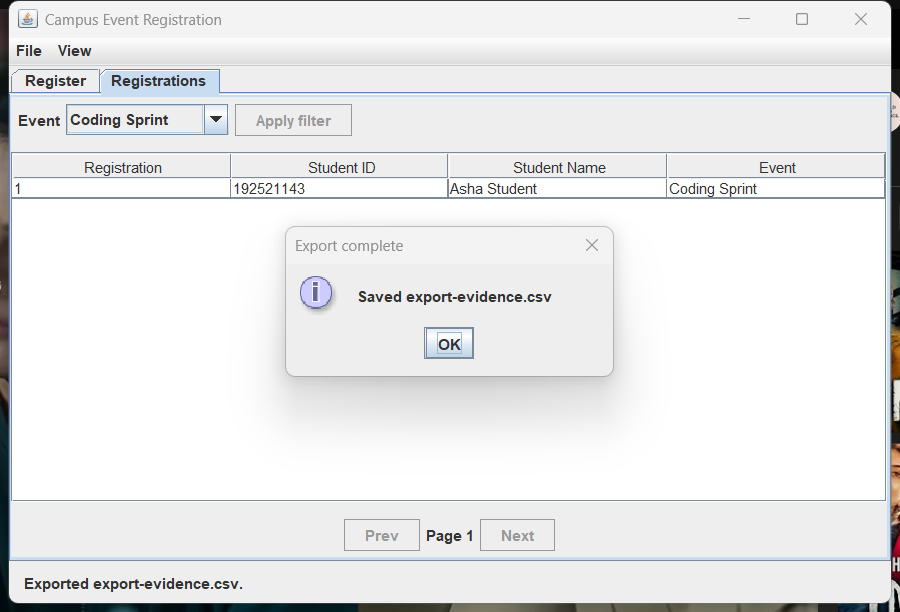 Campus Event Registration
File View
Register Registrations
Event Coding Sprint Apply filter
Registration Student ID Student Name Event
1 192521143 Asha Student Coding Sprint
Export complete
i
Saved export-evidence.csv
OK
Prev Page 1 Next
Exported export-evidence.csv.